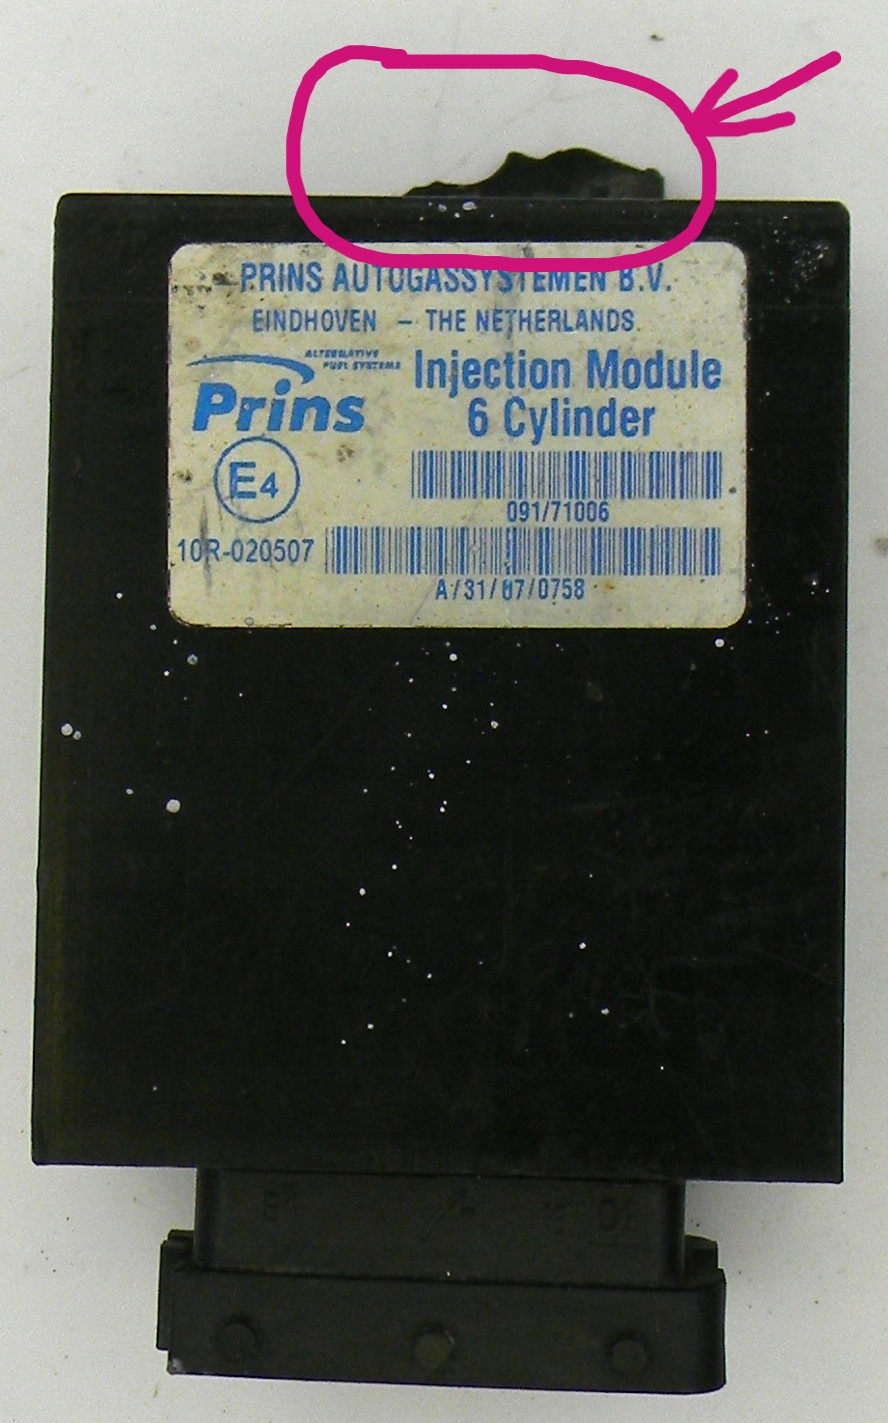 PRINS AUTOGASSYSTEMEN B.V.
EINDHOVEN - THE NETHERLANDS
ALTERNATIVE
FUEL SYSTEMS
Prins
Injection Module
6 Cylinder
E4
091/71006
10R-020507
A/31/07/0758
01